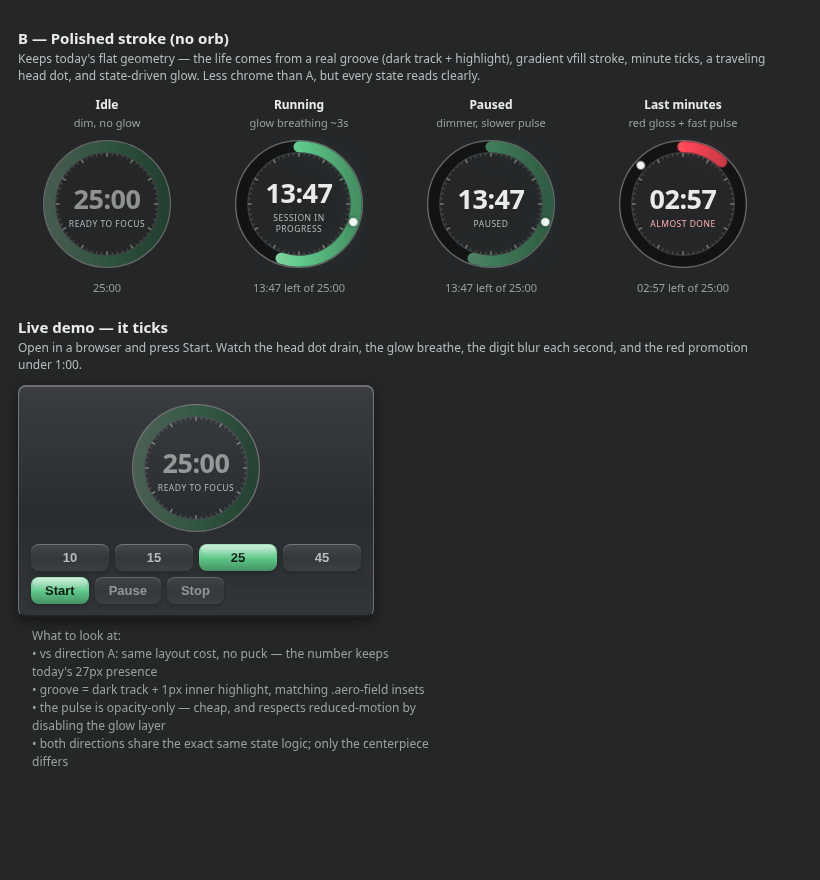 B — Polished stroke (no orb)
Keeps today's flat geometry — the life comes from a real groove (dark track + highlight), gradient vfill stroke, minute ticks, a traveling
head dot, and state-driven glow. Less chrome than A, but every state reads clearly.
Idle
dim, no glow
25:00
READY TO FOCUS
25:00
Running
glow breathing ~3s
13:47
SESSION IN
PROGRESS
13:47 left of 25:00
Paused
dimmer, slower pulse
13:47
PAUSED
13:47 left of 25:00
Last minutes
red gloss + fast pulse
02:57
ALMOST DONE
02:57 left of 25:00
Live demo — it ticks
Open in a browser and press Start. Watch the head dot drain, the glow breathe, the digit blur each second, and the red promotion
under 1:00.
25:00
READY TO FOCUS
10 15 25 45
Start Pause Stop
What to look at:
• vs direction A: same layout cost, no puck — the number keeps
today's 27px presence
• groove = dark track + 1px inner highlight, matching .aero-field insets
• the pulse is opacity-only — cheap, and respects reduced-motion by
disabling the glow layer
• both directions share the exact same state logic; only the centerpiece
differs